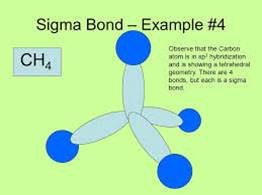 Sigma Bond – Example #4
CH₄
Observe that the Carbon
atom is in hybridization
and is showing a tetrahedral
geometry. There are 4
bonds, but each is a sigma
bond.